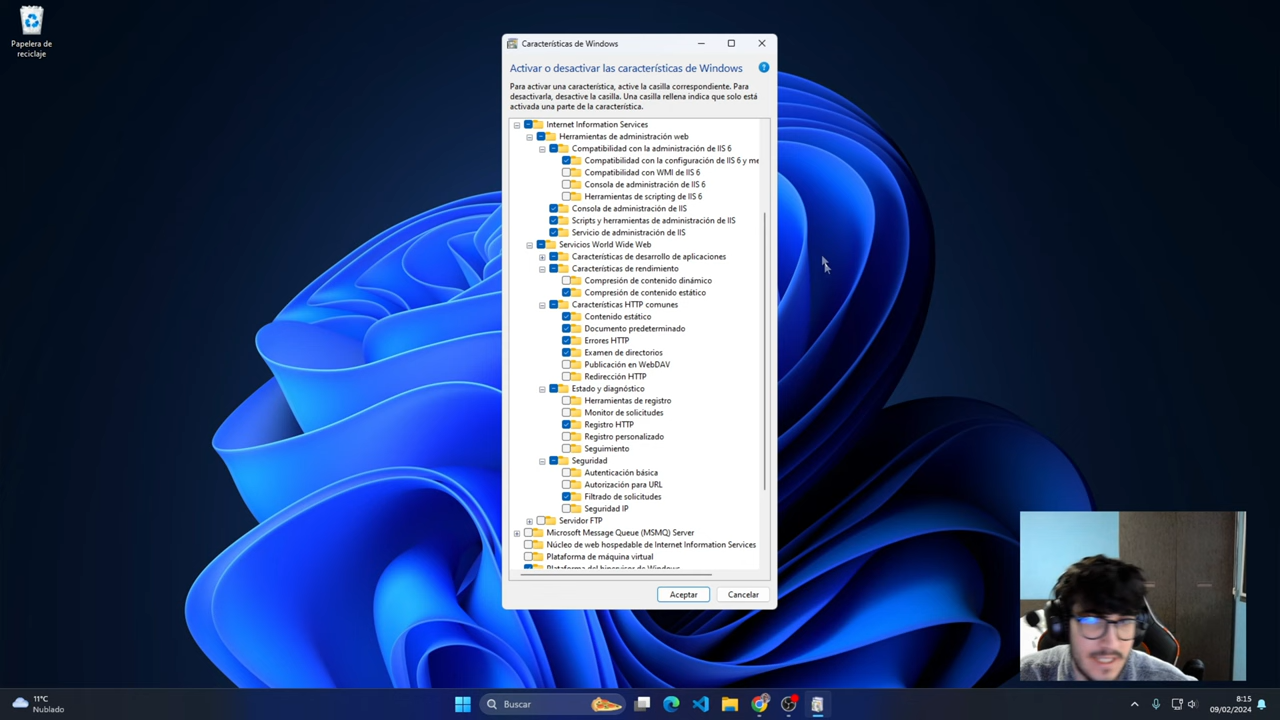 Papelera de
reciclaje
Características de Windows
Activar o desactivar las características de Windows
Para activar una característica, active la casilla correspondiente. Para
desactivarla, desactive la casilla. Una casilla rellena indica que solo está
activada una parte de la característica.
Internet Information Services
Herramientas de administración web
Compatibilidad con la administración de IIS 6
Compatibilidad con la configuración de IIS 6 y me
Compatibilidad con WMI de IIS 6
Consola de administración de IIS 6
Herramientas de scripting de IIS 6
Consola de administración de IIS
Scripts y herramientas de administración de IIS
Servicio de administración de IIS
Servicios World Wide Web
Características de desarrollo de aplicaciones
Características de rendimiento
Compresión de contenido dinámico
Compresión de contenido estático
Características HTTP comunes
Contenido estático
Documento predeterminado
Errores HTTP
Examen de directorios
Publicación en WebDAV
Redirección HTTP
Estado y diagnóstico
Herramientas de registro
Monitor de solicitudes
Registro HTTP
Registro personalizado
Seguimiento
Seguridad
Autenticación básica
Autorización para URL
Filtrado de solicitudes
Seguridad IP
Servidor FTP
Microsoft Message Queue (MSMQ) Server
Núcleo de web hospedable de Internet Information Services
Plataforma de máquina virtual
Plataforma del hipervisor de Windows
Aceptar Cancelar
11°C
Nublado
Buscar
8:15
09/02/2024